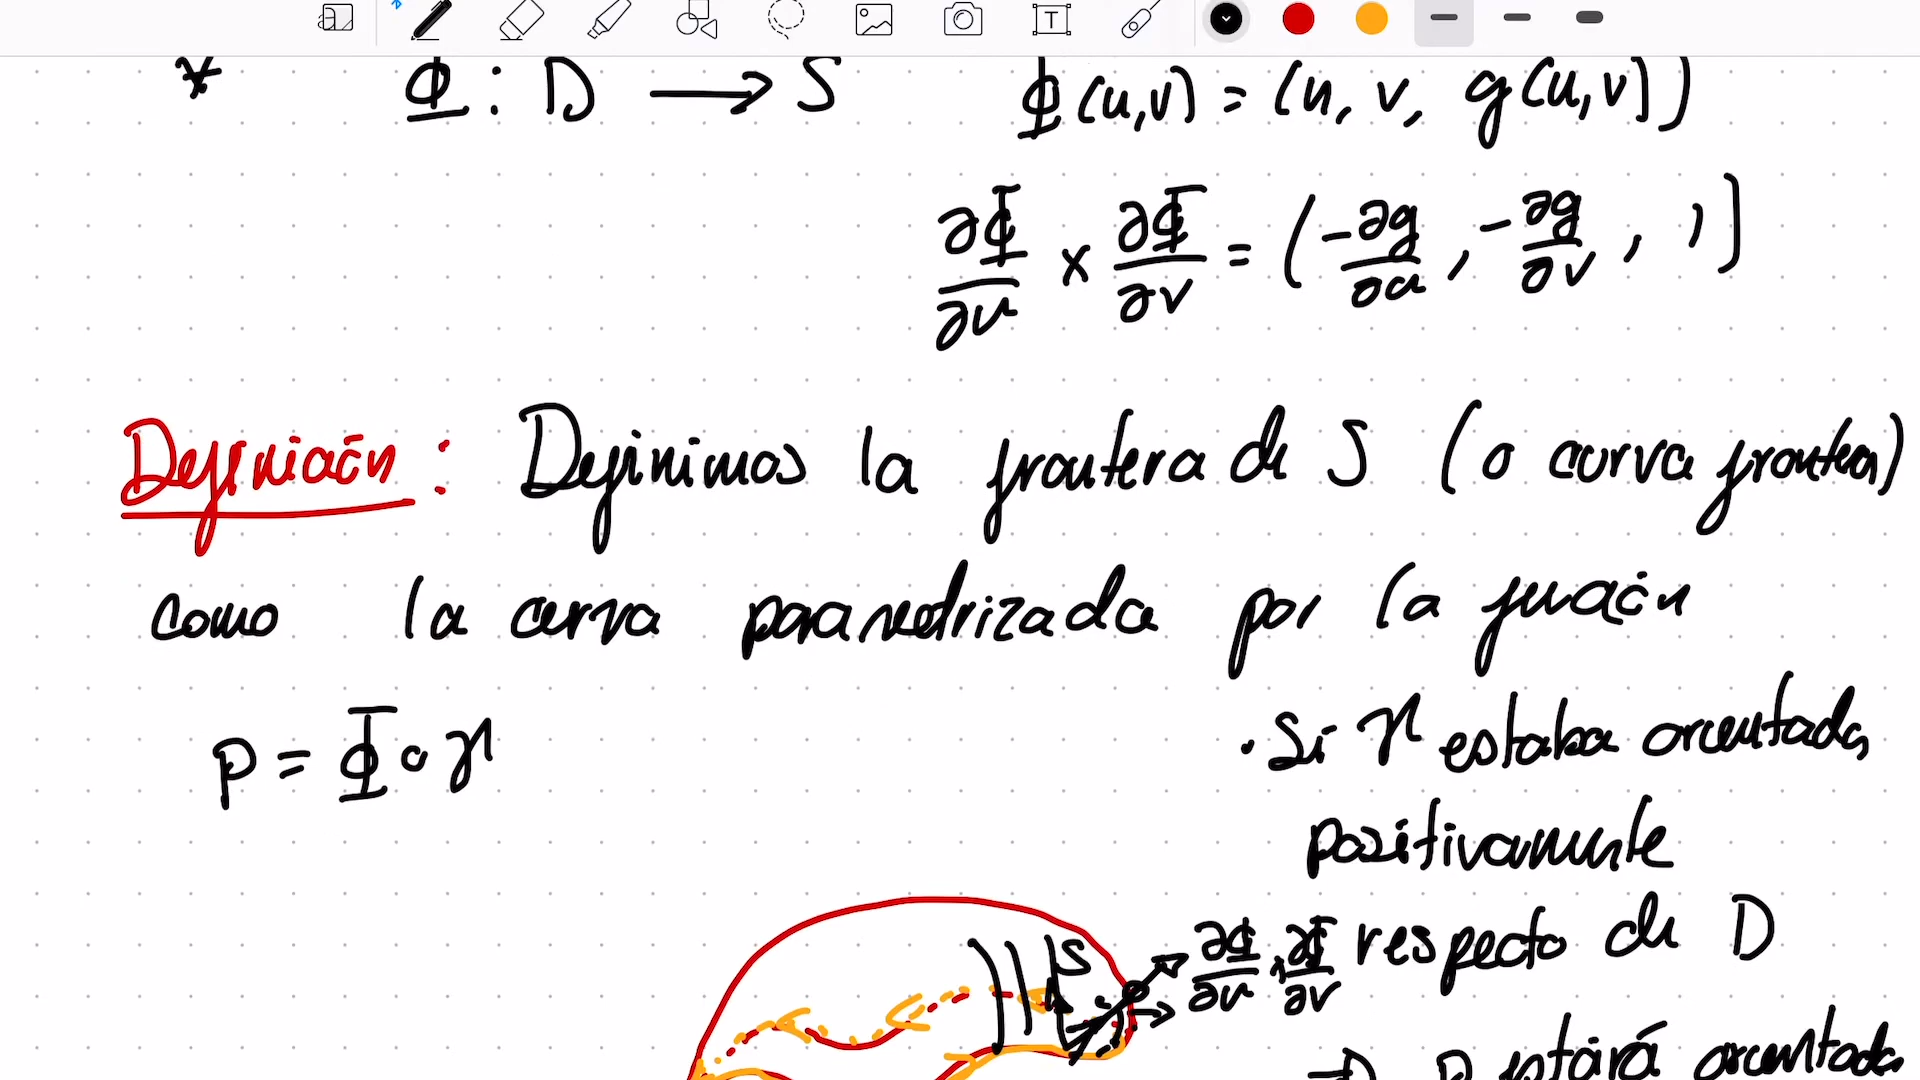 * Φ : D ⟶ S    Φ(u,v) = (u, v, g(u,v))
∂Φ/∂u × ∂Φ/∂v = (-∂g/∂u, -∂g/∂v, 1)
Definición: Definimos la frontera de S (o curva frontera)
como la curva parametrizada por la función
p = Φ ∘ γ
· Si γ estaba orientada
positivamente
respecto de D
S
∂Φ/∂u × ∂Φ/∂v
⇒ p estará orientada